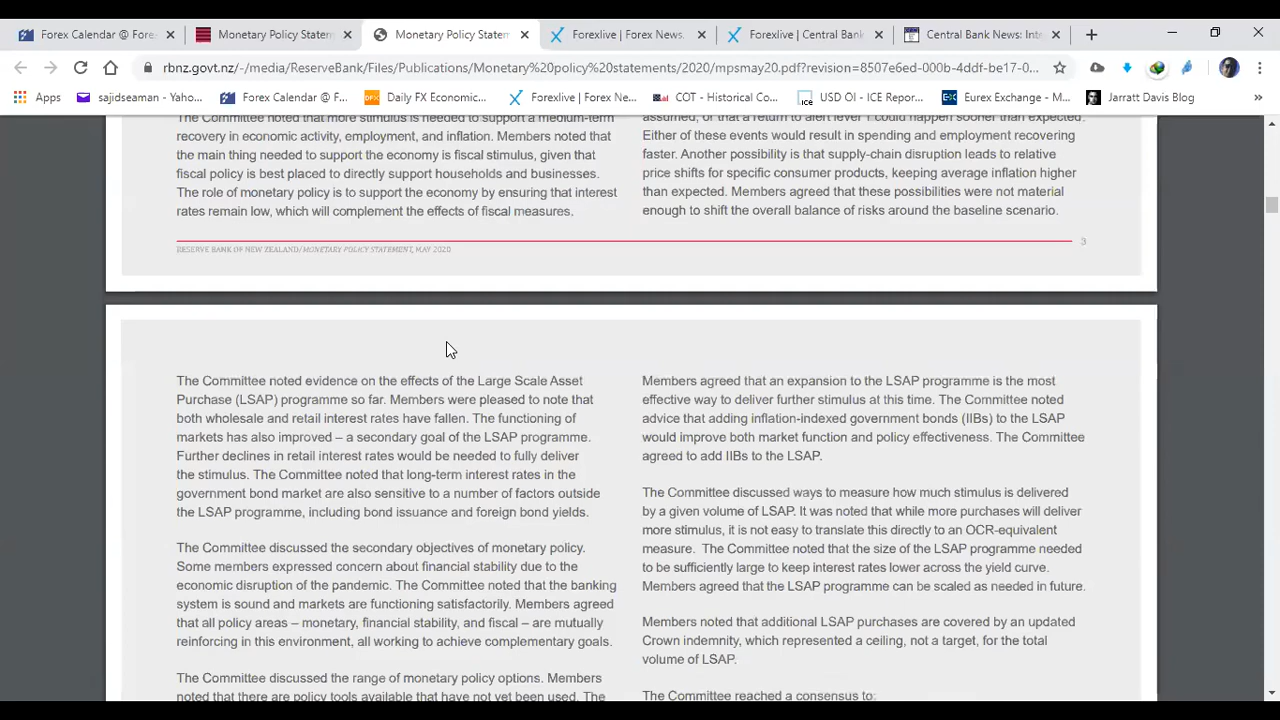 Forex Calendar @ Fore
Monetary Policy Statem
Monetary Policy Statem
Forexlive | Forex News.
Forexlive | Central Bank
Central Bank News: Inte
rbnz.govt.nz/-/media/ReserveBank/Files/Publications/Monetary%20policy%20statements/2020/mpsmay20.pdf?revision=8507e6ed-000b-4ddf-be17-0...
Apps
sajidseaman - Yahoo...
Forex Calendar @ F...
Daily FX Economic...
Forexlive | Forex Ne...
COT - Historical Co...
USD OI - ICE Repor...
Eurex Exchange - M...
Jarratt Davis Blog
The Committee noted that more stimulus is needed to support a medium-term
recovery in economic activity, employment, and inflation. Members noted that
the main thing needed to support the economy is fiscal stimulus, given that
fiscal policy is best placed to directly support households and businesses.
The role of monetary policy is to support the economy by ensuring that interest
rates remain low, which will complement the effects of fiscal measures.
assumed, or that a return to alert level 1 could happen sooner than expected.
Either of these events would result in spending and employment recovering
faster. Another possibility is that supply-chain disruption leads to relative
price shifts for specific consumer products, keeping average inflation higher
than expected. Members agreed that these possibilities were not material
enough to shift the overall balance of risks around the baseline scenario.
RESERVE BANK OF NEW ZEALAND/MONETARY POLICY STATEMENT, MAY 2020
3
The Committee noted evidence on the effects of the Large Scale Asset
Purchase (LSAP) programme so far. Members were pleased to note that
both wholesale and retail interest rates have fallen. The functioning of
markets has also improved – a secondary goal of the LSAP programme.
Further declines in retail interest rates would be needed to fully deliver
the stimulus. The Committee noted that long-term interest rates in the
government bond market are also sensitive to a number of factors outside
the LSAP programme, including bond issuance and foreign bond yields.
The Committee discussed the secondary objectives of monetary policy.
Some members expressed concern about financial stability due to the
economic disruption of the pandemic. The Committee noted that the banking
system is sound and markets are functioning satisfactorily. Members agreed
that all policy areas – monetary, financial stability, and fiscal – are mutually
reinforcing in this environment, all working to achieve complementary goals.
The Committee discussed the range of monetary policy options. Members
noted that there are policy tools available that have not yet been used. The
Members agreed that an expansion to the LSAP programme is the most
effective way to deliver further stimulus at this time. The Committee noted
advice that adding inflation-indexed government bonds (IIBs) to the LSAP
would improve both market function and policy effectiveness. The Committee
agreed to add IIBs to the LSAP.
The Committee discussed ways to measure how much stimulus is delivered
by a given volume of LSAP. It was noted that while more purchases will deliver
more stimulus, it is not easy to translate this directly to an OCR-equivalent
measure. The Committee noted that the size of the LSAP programme needed
to be sufficiently large to keep interest rates lower across the yield curve.
Members agreed that the LSAP programme can be scaled as needed in future.
Members noted that additional LSAP purchases are covered by an updated
Crown indemnity, which represented a ceiling, not a target, for the total
volume of LSAP.
The Committee reached a consensus to: